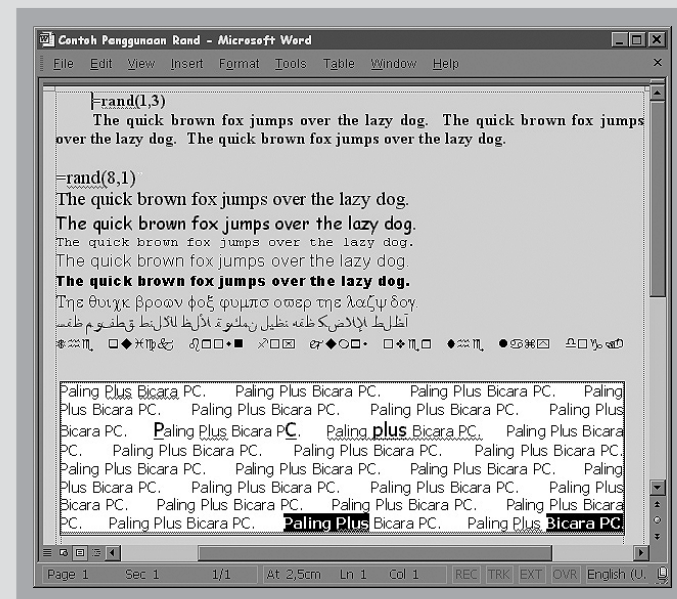 Contoh Penggunaan Rand - Microsoft Word
File Edit View Insert Format Tools Table Window Help
=rand(1,3)
The quick brown fox jumps over the lazy dog. The quick brown fox jumps
over the lazy dog. The quick brown fox jumps over the lazy dog.
=rand(8,1)
The quick brown fox jumps over the lazy dog.
The quick brown fox jumps over the lazy dog.
The quick brown fox jumps over the lazy dog.
The quick brown fox jumps over the lazy dog.
The quick brown fox jumps over the lazy dog.
Τηε θυιχκ βροων φοξ φυμπσ οϖερ τηε λαζψ δογ.
Paling Plus Bicara PC. Paling Plus Bicara PC. Paling Plus Bicara PC. Paling
Plus Bicara PC. Paling Plus Bicara PC. Paling Plus Bicara PC. Paling Plus
Bicara PC. Paling Plus Bicara PC. Paling plus Bicara PC. Paling Plus Bicara
PC. Paling Plus Bicara PC. Paling Plus Bicara PC. Paling Plus Bicara PC.
Paling Plus Bicara PC. Paling Plus Bicara PC. Paling Plus Bicara PC. Paling
Plus Bicara PC. Paling Plus Bicara PC. Paling Plus Bicara PC. Paling Plus
Bicara PC. Paling Plus Bicara PC. Paling Plus Bicara PC. Paling Plus Bicara
PC. Paling Plus Bicara PC. Paling Plus Bicara PC. Paling Plus Bicara PC.
Page 1 Sec 1 1/1 At 2,5cm Ln 1 Col 1 REC TRK EXT OVR English (U.